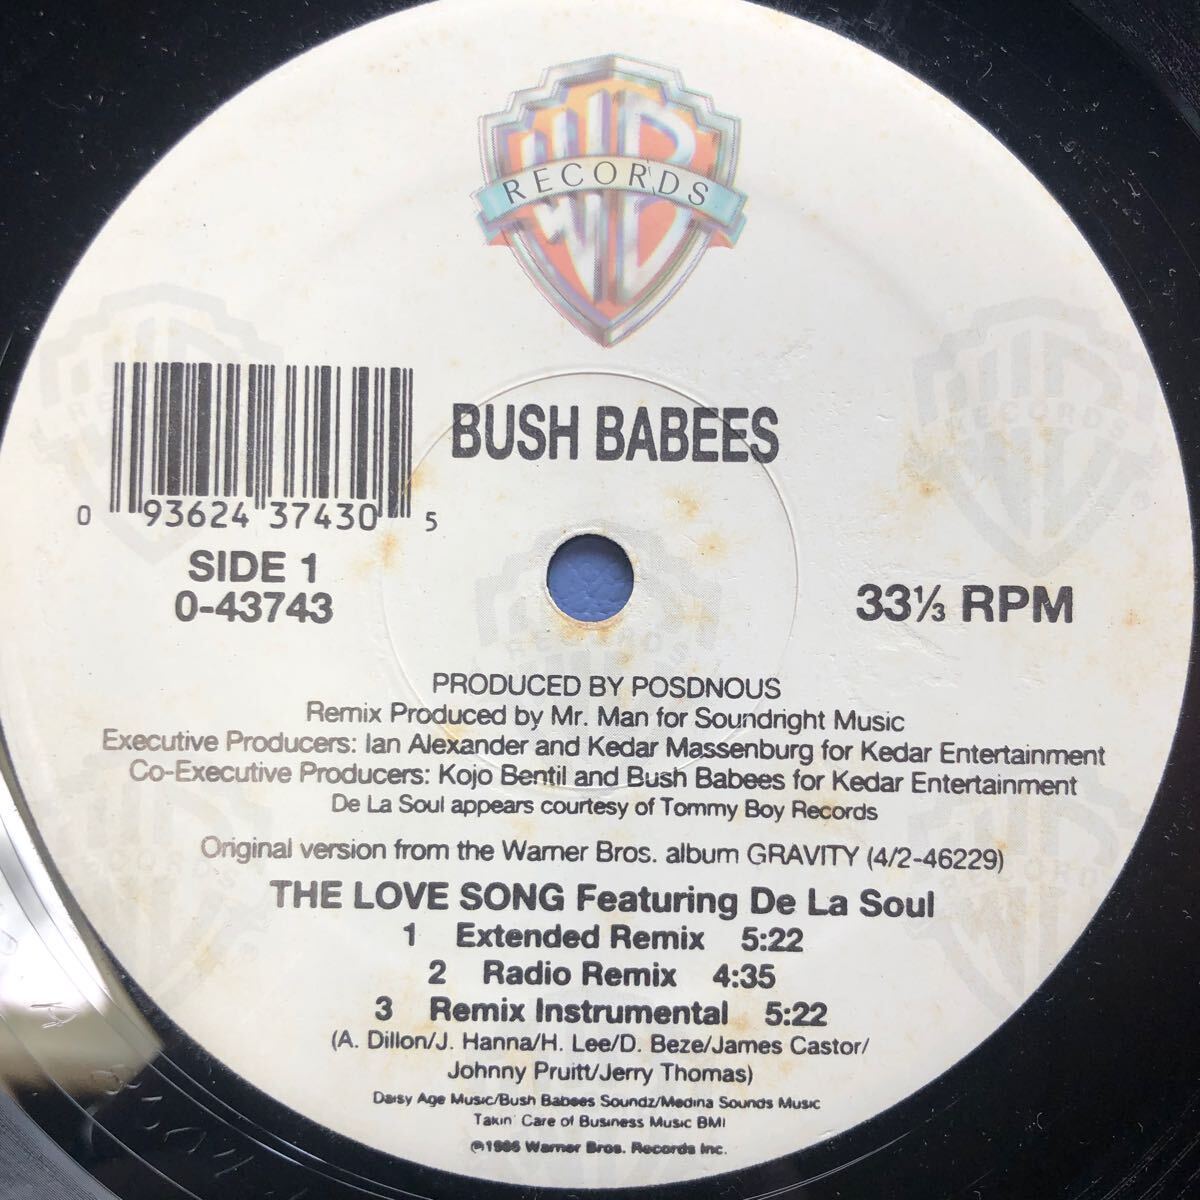 WB
RECORDS
BUSH BABEES
0 93624 37430 5
SIDE 1
0-43743
33⅓ RPM
PRODUCED BY POSDNOUS
Remix Produced by Mr. Man for Soundright Music
Executive Producers: Ian Alexander and Kedar Massenburg for Kedar Entertainment
Co-Executive Producers: Kojo Bentil and Bush Babees for Kedar Entertainment
De La Soul appears courtesy of Tommy Boy Records
Original version from the Warner Bros. album GRAVITY (4/2-46229)
THE LOVE SONG Featuring De La Soul
1 Extended Remix 5:22
2 Radio Remix 4:35
3 Remix Instrumental 5:22
(A. Dillon/J. Hanna/H. Lee/D. Beze/James Castor/
Johnny Pruitt/Jerry Thomas)
Daisy Age Music/Bush Babees Soundz/Medina Sounds Music
Takin' Care of Business Music BMI
℗1996 Warner Bros. Records Inc.